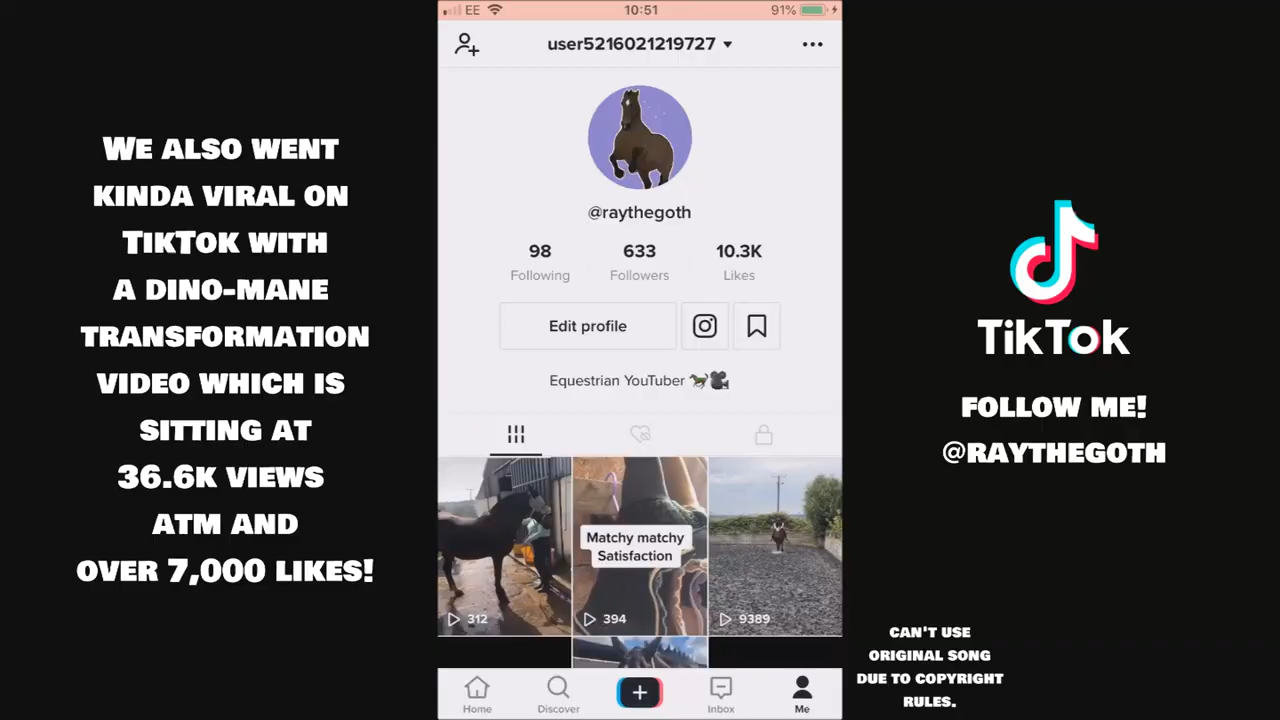 WE ALSO WENT
KINDA VIRAL ON
TIKTOK WITH
A DINO-MANE
TRANSFORMATION
VIDEO WHICH IS
SITTING AT
36.6K VIEWS
ATM AND
OVER 7,000 LIKES!
EE 10:51 91%
user5216021219727
@raythegoth
98 633 10.3K
Following Followers Likes
Edit profile
Equestrian YouTuber
Matchy matchy
Satisfaction
312 394 9389
Home Discover Inbox Me
TikTok
FOLLOW ME!
@RAYTHEGOTH
CAN'T USE
ORIGINAL SONG
DUE TO COPYRIGHT
RULES.